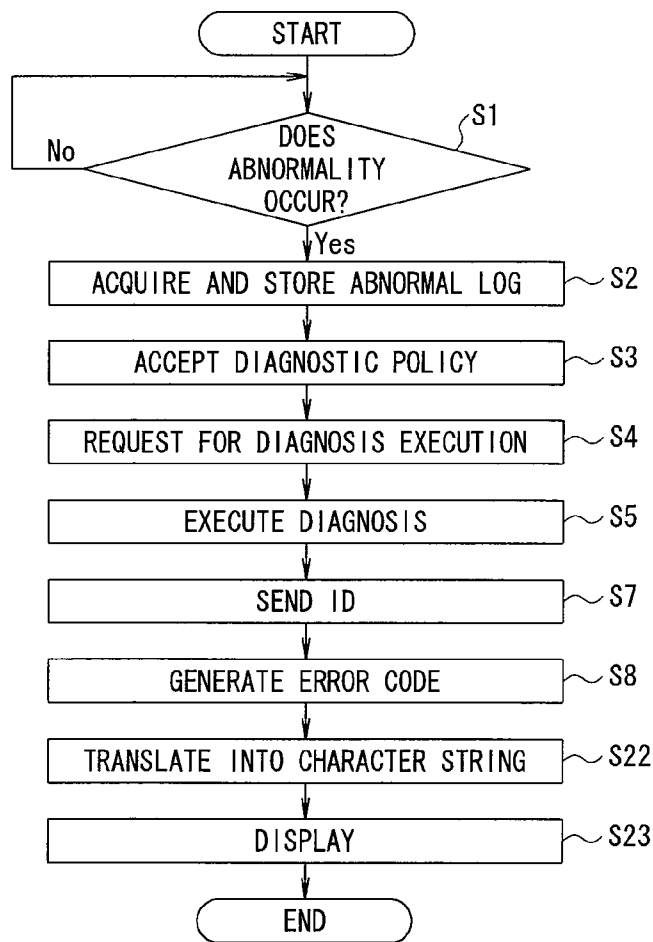 START
S1
DOES
ABNORMALITY
OCCUR?
No
Yes
ACQUIRE AND STORE ABNORMAL LOG
S2
ACCEPT DIAGNOSTIC POLICY
S3
REQUEST FOR DIAGNOSIS EXECUTION
S4
EXECUTE DIAGNOSIS
S5
SEND ID
S7
GENERATE ERROR CODE
S8
TRANSLATE INTO CHARACTER STRING
S22
DISPLAY
S23
END